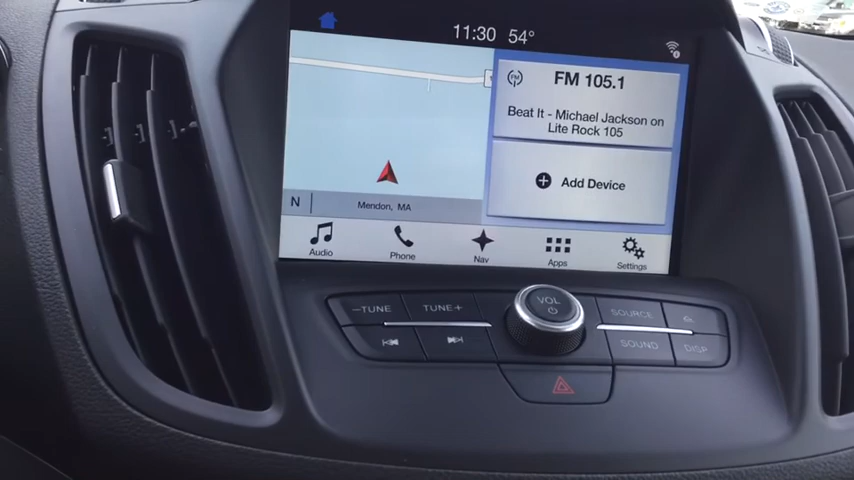 11:30 54°
FM
FM 105.1
Beat It - Michael Jackson on
Lite Rock 105
Add Device
N
Mendon, MA
Audio
Phone
Nav
Apps
Settings
–TUNE
TUNE+
VOL
SOURCE
SOUND
DISP